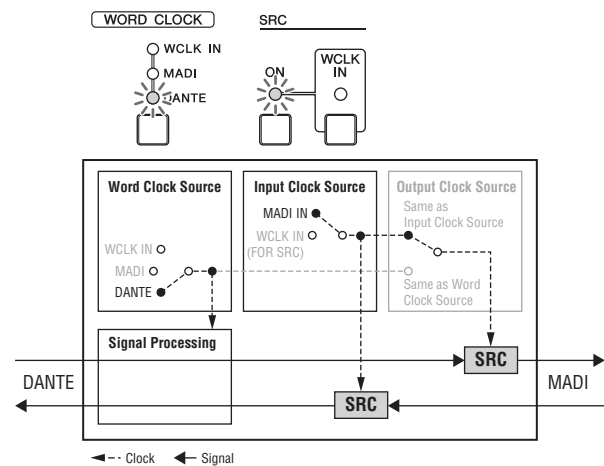 WORD CLOCK
SRC
WCLK IN
MADI
DANTE
ON
WCLK
IN
Word Clock Source
Input Clock Source
Output Clock Source
WCLK IN
MADI
DANTE
MADI IN
WCLK IN
(FOR SRC)
Same as
Input Clock Source
Same as Word
Clock Source
Signal Processing
SRC
DANTE
MADI
SRC
Clock
Signal